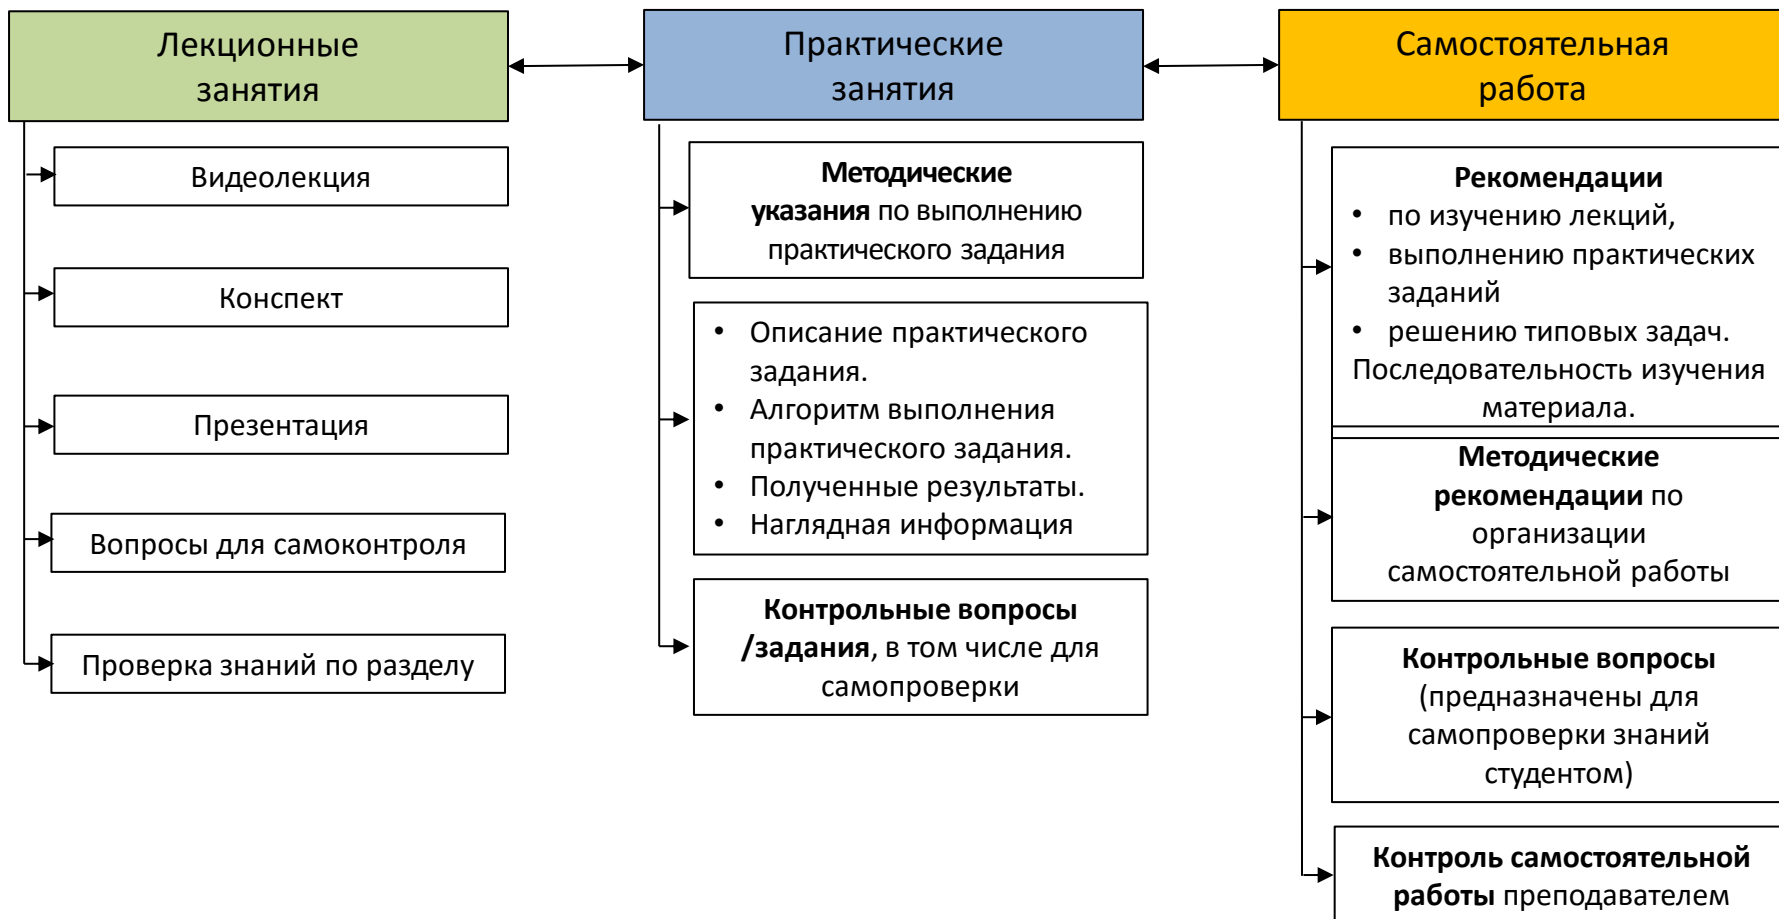 Лекционные
занятия
Видеолекция
Конспект
Презентация
Вопросы для самоконтроля
Проверка знаний по разделу
Практические
занятия
Методические
указания по выполнению
практического задания
• Описание практического
задания.
• Алгоритм выполнения
практического задания.
• Полученные результаты.
• Наглядная информация
Контрольные вопросы
/задания, в том числе для
самопроверки
Самостоятельная
работа
Рекомендации
• по изучению лекций,
• выполнению практических
заданий
• решению типовых задач.
Последовательность изучения
материала.
Методические
рекомендации по
организации
самостоятельной работы
Контрольные вопросы
(предназначены для
самопроверки знаний
студентом)
Контроль самостоятельной
работы преподавателем